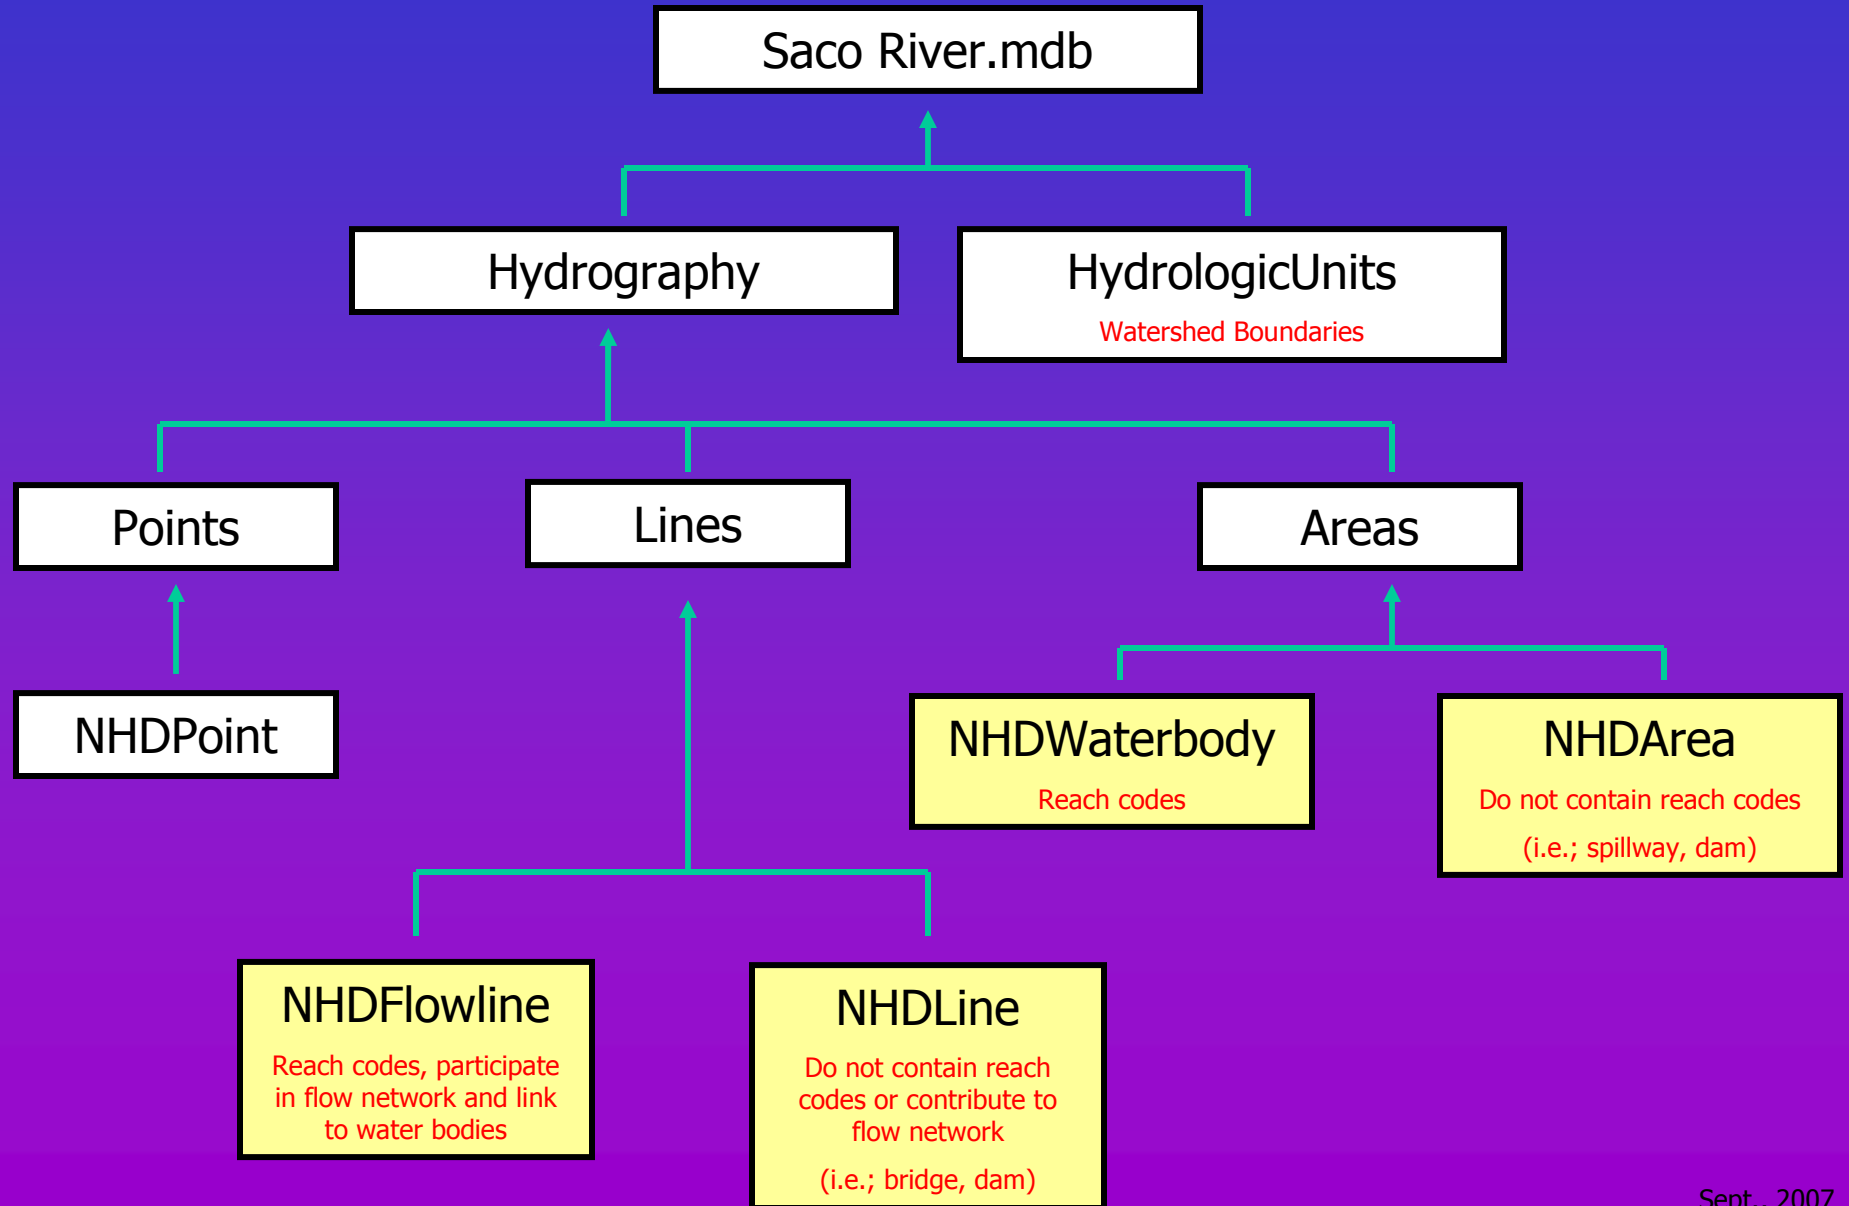 Saco River.mdb
Hydrography
HydrologicUnits
Watershed Boundaries
Points
Lines
Areas
NHDPoint
NHDWaterbody
Reach codes
NHDArea
Do not contain reach codes
(i.e.; spillway, dam)
NHDFlowline
Reach codes, participate
in flow network and link
to water bodies
NHDLine
Do not contain reach
codes or contribute to
flow network
(i.e.; bridge, dam)
Sept., 2007